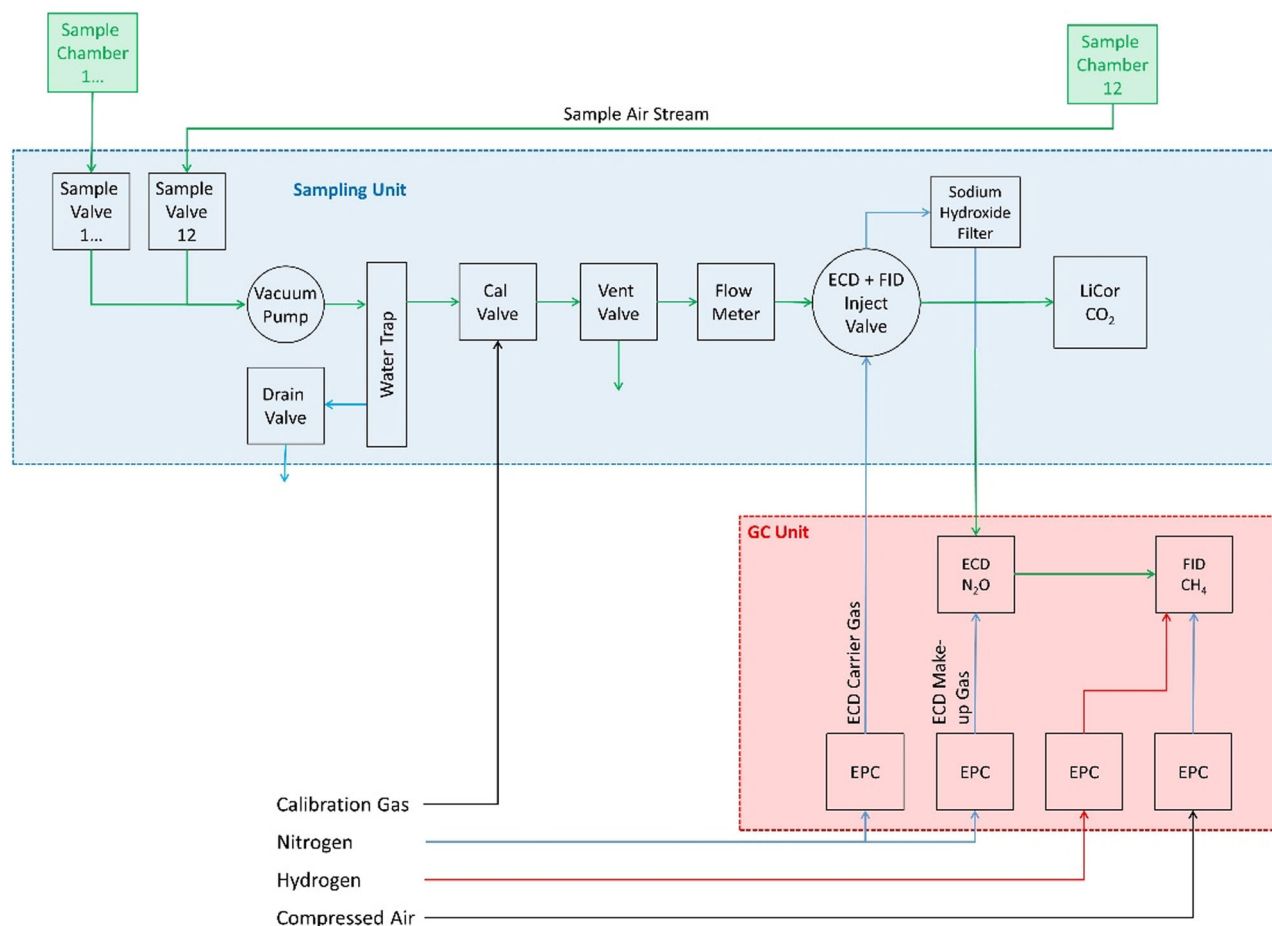 Sample
Chamber
1...
Sample
Chamber
12
Sample Air Stream
Sampling Unit
Sample
Valve
1...
Sample
Valve
12
Sodium
Hydroxide
Filter
Vacuum
Pump
Water Trap
Cal
Valve
Vent
Valve
Flow
Meter
ECD + FID
Inject
Valve
LiCor
CO₂
Drain
Valve
GC Unit
ECD
N₂O
FID
CH₄
ECD Carrier Gas
ECD Make-
up Gas
EPC
EPC
EPC
EPC
Calibration Gas
Nitrogen
Hydrogen
Compressed Air